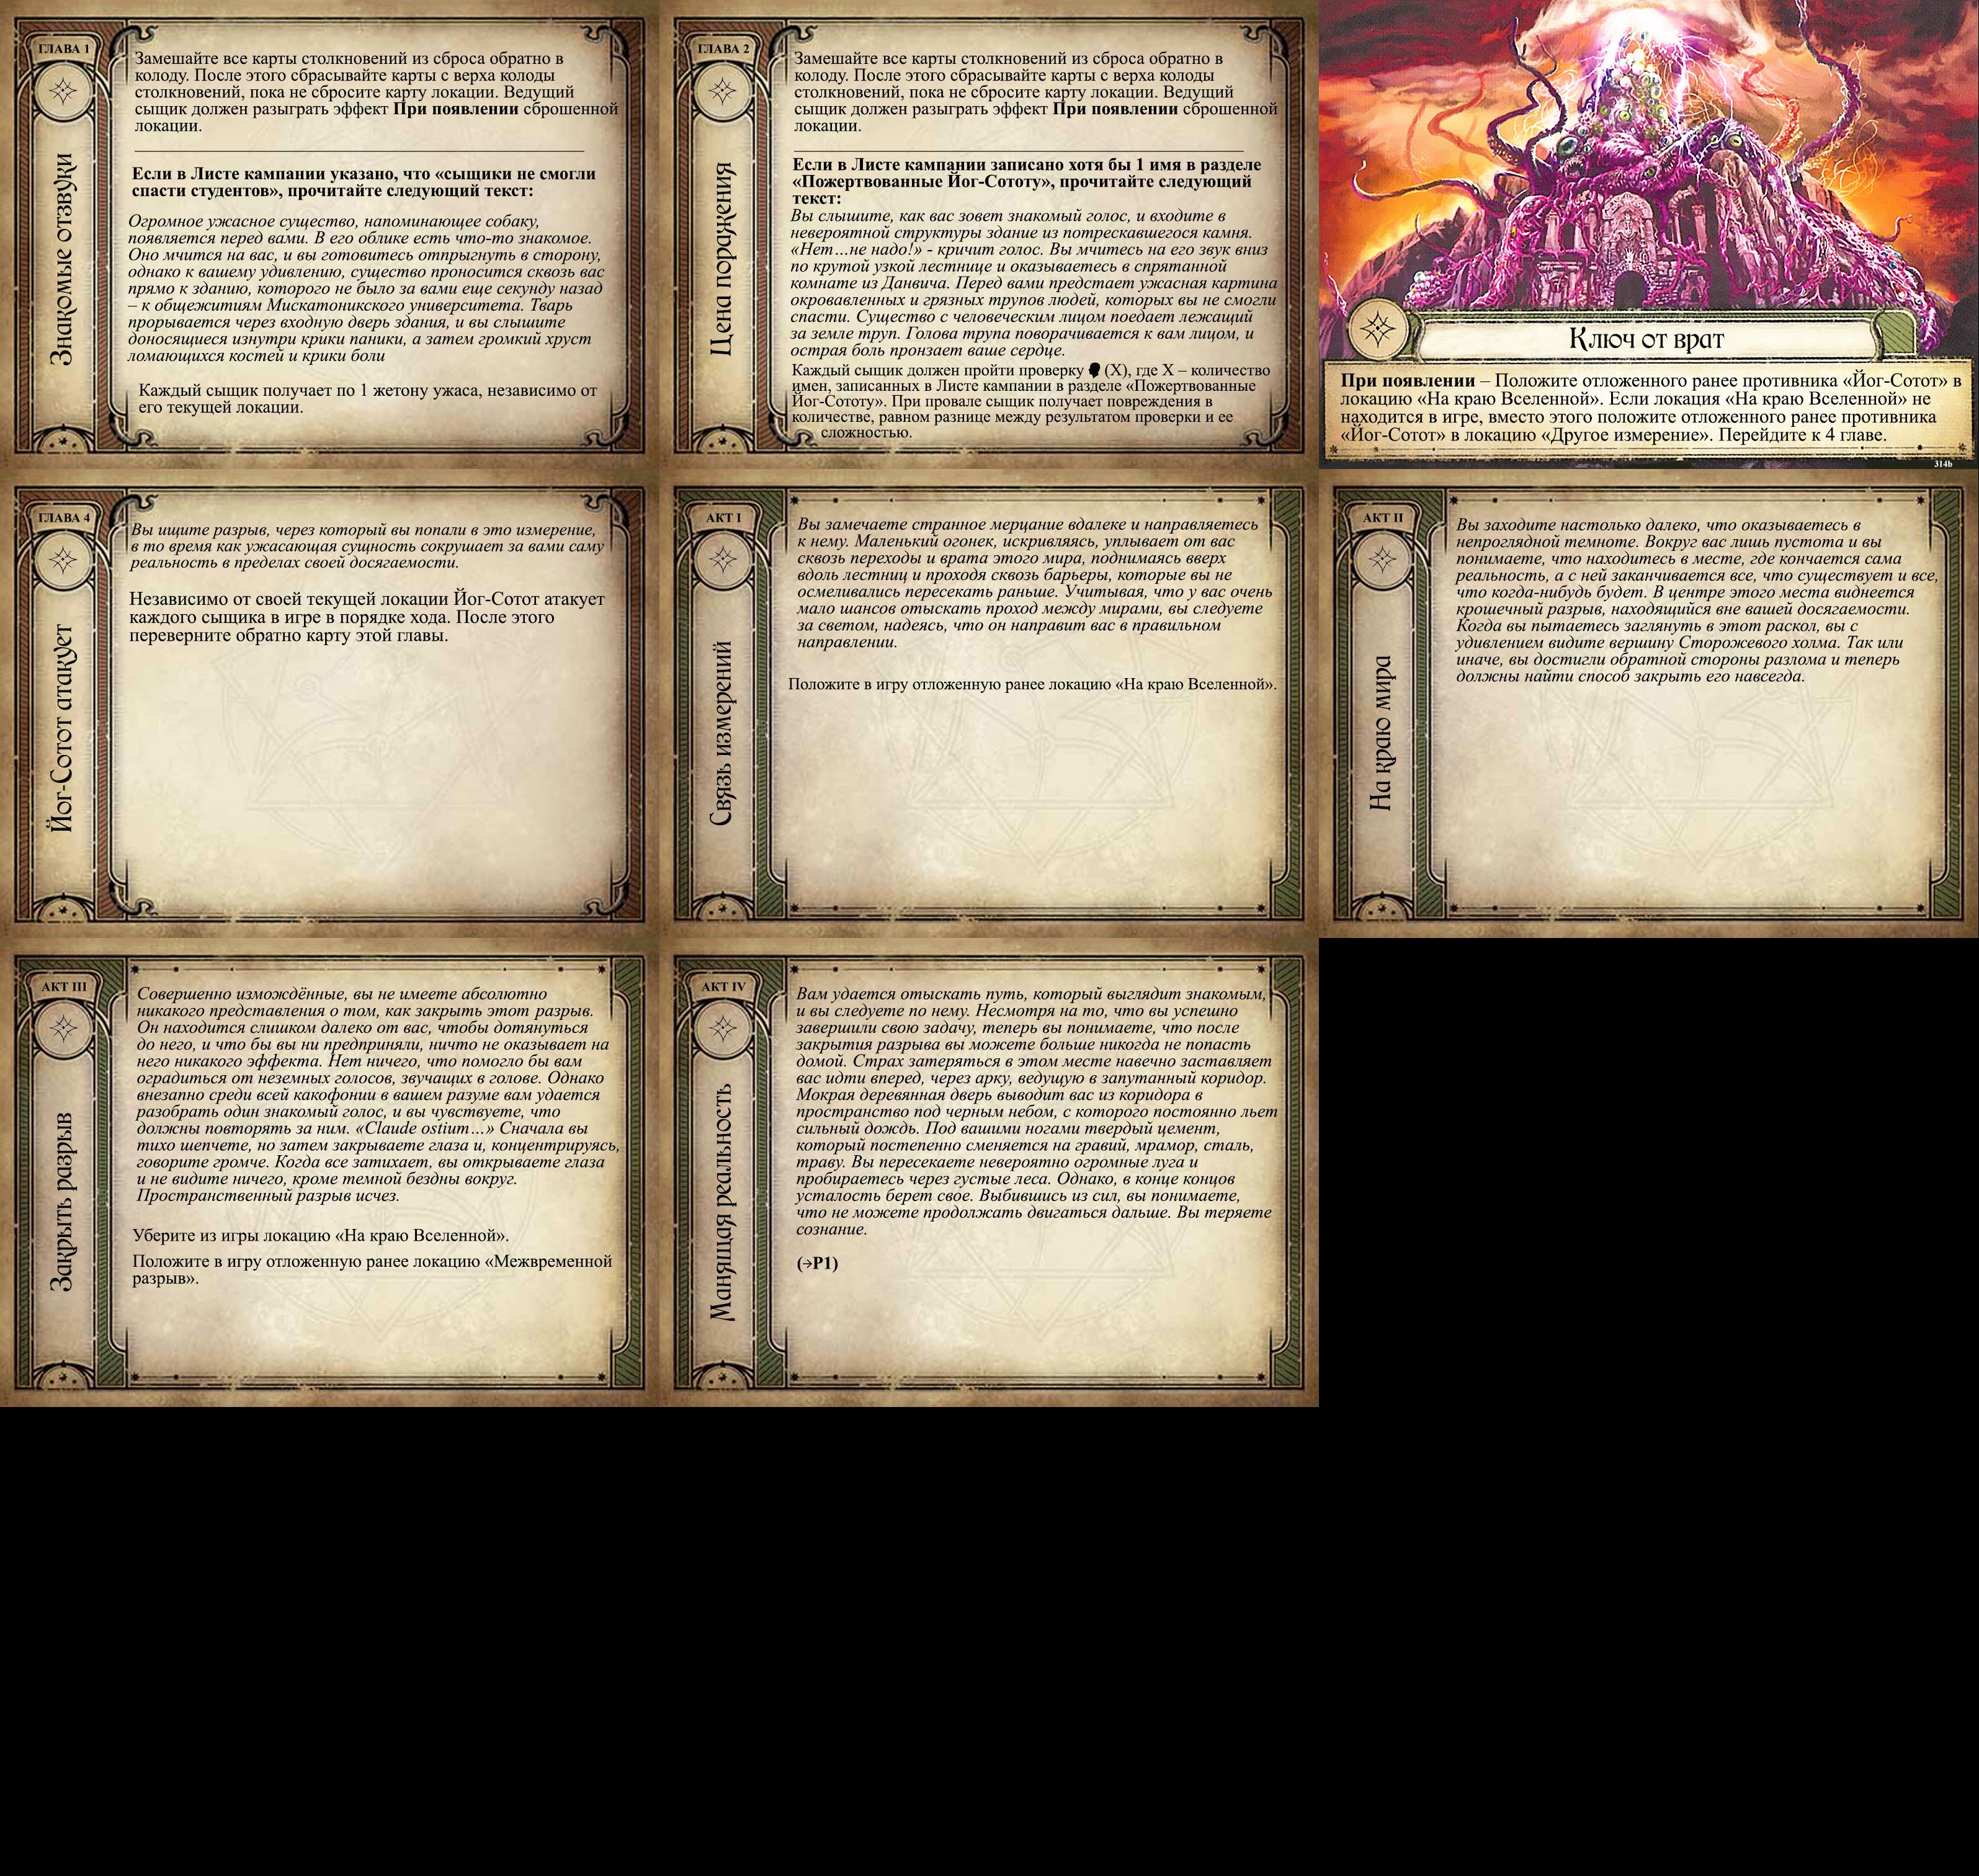 ГЛАВА 1
Знакомые отзвуки
Замешайте все карты столкновений из сброса обратно в
колоду. После этого сбрасывайте карты с верха колоды
столкновений, пока не сбросите карту локации. Ведущий
сыщик должен разыграть эффект При появлении сброшенной
локации.
Если в Листе кампании указано, что «сыщики не смогли
спасти студентов», прочитайте следующий текст:
Огромное ужасное существо, напоминающее собаку,
появляется перед вами. В его облике есть что-то знакомое.
Оно мчится на вас, и вы готовитесь отпрыгнуть в сторону,
однако к вашему удивлению, существо проносится сквозь вас
прямо к зданию, которого не было за вами еще секунду назад
– к общежитиям Мискатоникского университета. Тварь
прорывается через входную дверь здания, и вы слышите
доносящиеся изнутри крики паники, а затем громкий хруст
ломающихся костей и крики боли
Каждый сыщик получает по 1 жетону ужаса, независимо от
его текущей локации.
ГЛАВА 2
Цена поражения
Замешайте все карты столкновений из сброса обратно в
колоду. После этого сбрасывайте карты с верха колоды
столкновений, пока не сбросите карту локации. Ведущий
сыщик должен разыграть эффект При появлении сброшенной
локации.
Если в Листе кампании записано хотя бы 1 имя в разделе
«Пожертвованные Йог-Сототу», прочитайте следующий
текст:
Вы слышите, как вас зовет знакомый голос, и входите в
невероятной структуры здание из потрескавшегося камня.
«Нет…не надо!» - кричит голос. Вы мчитесь на его звук вниз
по крутой узкой лестнице и оказываетесь в спрятанной
комнате из Данвича. Перед вами предстает ужасная картина
окровавленных и грязных трупов людей, которых вы не смогли
спасти. Существо с человеческим лицом поедает лежащий
за земле труп. Голова трупа поворачивается к вам лицом, и
острая боль пронзает ваше сердце.
Каждый сыщик должен пройти проверку (X), где X – количество
имен, записанных в Листе кампании в разделе «Пожертвованные
Йог-Сототу». При провале сыщик получает повреждения в
количестве, равном разнице между результатом проверки и ее
сложностью.
Ключ от врат
При появлении – Положите отложенного ранее противника «Йог-Сотот» в
локацию «На краю Вселенной». Если локация «На краю Вселенной» не
находится в игре, вместо этого положите отложенного ранее противника
«Йог-Сотот» в локацию «Другое измерение». Перейдите к 4 главе.
314b
ГЛАВА 4
Йог-Сотот атакует
Вы ищите разрыв, через который вы попали в это измерение,
в то время как ужасающая сущность сокрушает за вами саму
реальность в пределах своей досягаемости.
Независимо от своей текущей локации Йог-Сотот атакует
каждого сыщика в игре в порядке хода. После этого
переверните обратно карту этой главы.
АКТ I
Связь измерений
Вы замечаете странное мерцание вдалеке и направляетесь
к нему. Маленький огонек, искривляясь, уплывает от вас
сквозь переходы и врата этого мира, поднимаясь вверх
вдоль лестниц и проходя сквозь барьеры, которые вы не
осмеливались пересекать раньше. Учитывая, что у вас очень
мало шансов отыскать проход между мирами, вы следуете
за светом, надеясь, что он направит вас в правильном
направлении.
Положите в игру отложенную ранее локацию «На краю Вселенной».
АКТ II
На краю мира
Вы заходите настолько далеко, что оказываетесь в
непроглядной темноте. Вокруг вас лишь пустота и вы
понимаете, что находитесь в месте, где кончается сама
реальность, а с ней заканчивается все, что существует и все,
что когда-нибудь будет. В центре этого места виднеется
крошечный разрыв, находящийся вне вашей досягаемости.
Когда вы пытаетесь заглянуть в этот раскол, вы с
удивлением видите вершину Сторожевого холма. Так или
иначе, вы достигли обратной стороны разлома и теперь
должны найти способ закрыть его навсегда.
АКТ III
Закрыть разрыв
Совершенно измождённые, вы не имеете абсолютно
никакого представления о том, как закрыть этот разрыв.
Он находится слишком далеко от вас, чтобы дотянуться
до него, и что бы вы ни предприняли, ничто не оказывает на
него никакого эффекта. Нет ничего, что помогло бы вам
оградиться от неземных голосов, звучащих в голове. Однако
внезапно среди всей какофонии в вашем разуме вам удается
разобрать один знакомый голос, и вы чувствуете, что
должны повторять за ним. «Claude ostium…» Сначала вы
тихо шепчете, но затем закрываете глаза и, концентрируясь,
говорите громче. Когда все затихает, вы открываете глаза
и не видите ничего, кроме темной бездны вокруг.
Пространственный разрыв исчез.
Уберите из игры локацию «На краю Вселенной».
Положите в игру отложенную ранее локацию «Межвременной
разрыв».
АКТ IV
Манящая реальность
Вам удается отыскать путь, который выглядит знакомым,
и вы следуете по нему. Несмотря на то, что вы успешно
завершили свою задачу, теперь вы понимаете, что после
закрытия разрыва вы можете больше никогда не попасть
домой. Страх затеряться в этом месте навечно заставляет
вас идти вперед, через арку, ведущую в запутанный коридор.
Мокрая деревянная дверь выводит вас из коридора в
пространство под черным небом, с которого постоянно льет
сильный дождь. Под вашими ногами твердый цемент,
который постепенно сменяется на гравий, мрамор, сталь,
траву. Вы пересекаете невероятно огромные луга и
пробираетесь через густые леса. Однако, в конце концов
усталость берет свое. Выбившись из сил, вы понимаете,
что не можете продолжать двигаться дальше. Вы теряете
сознание.
(→Р1)